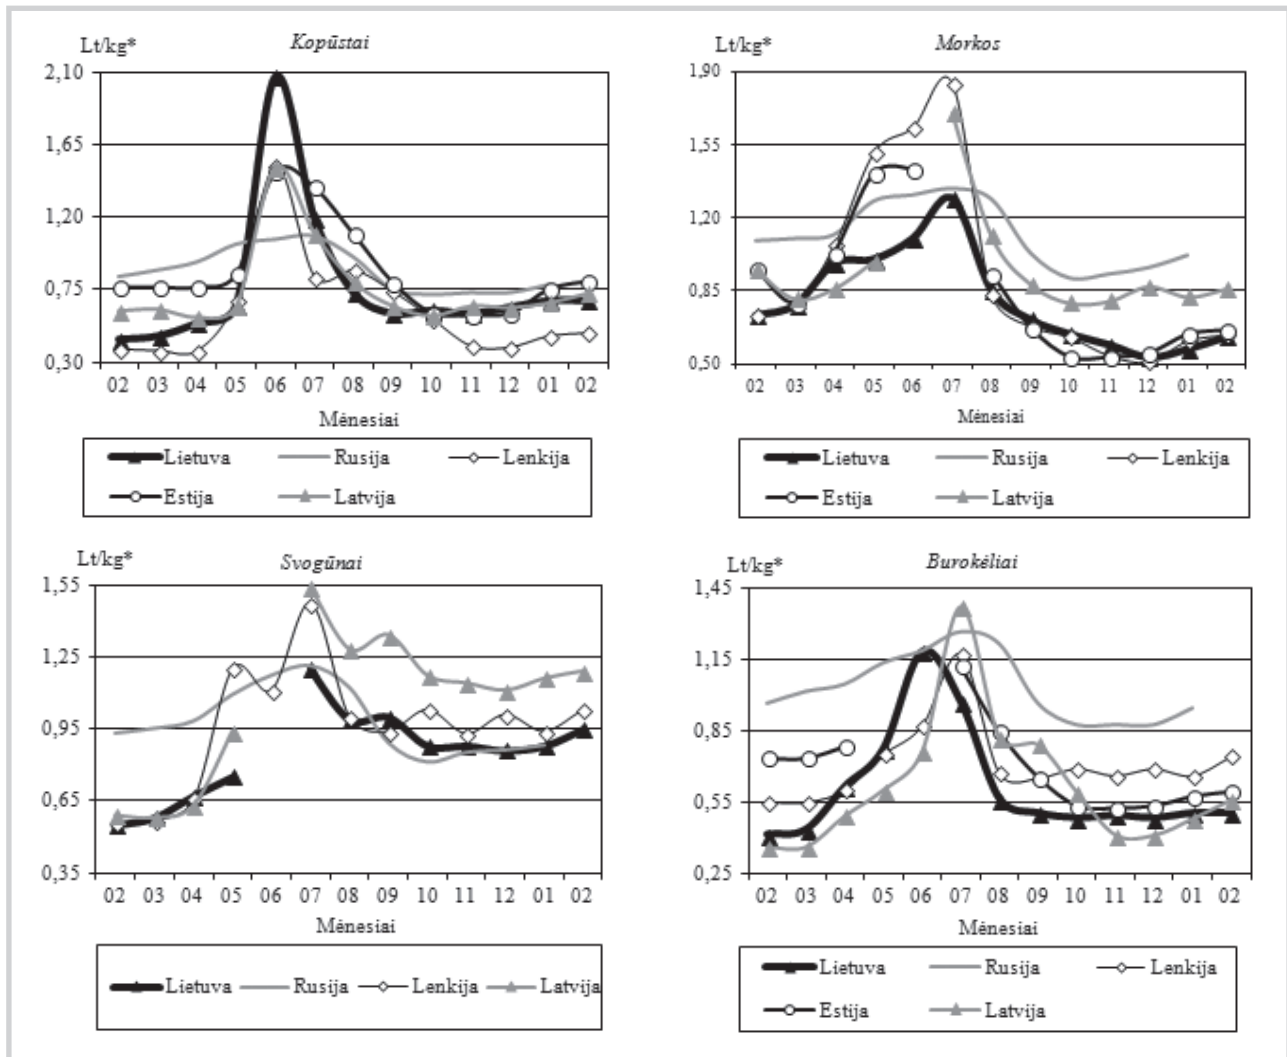 Kopūstai
Lt/kg*
2,10
1,65
1,20
0,75
0,30
02 03 04 05 06 07 08 09 10 11 12 01 02
Mėnesiai
Lietuva Rusija Lenkija
Estija Latvija
Morkos
Lt/kg*
1,90
1,55
1,20
0,85
0,50
02 03 04 05 06 07 08 09 10 11 12 01 02
Mėnesiai
Lietuva Rusija Lenkija
Estija Latvija
Svogūnai
Lt/kg*
1,55
1,25
0,95
0,65
0,35
02 03 04 05 06 07 08 09 10 11 12 01 02
Mėnesiai
Lietuva Rusija Lenkija Latvija
Burokėliai
Lt/kg*
1,45
1,15
0,85
0,55
0,25
02 03 04 05 06 07 08 09 10 11 12 01 02
Mėnesiai
Lietuva Rusija Lenkija
Estija Latvija